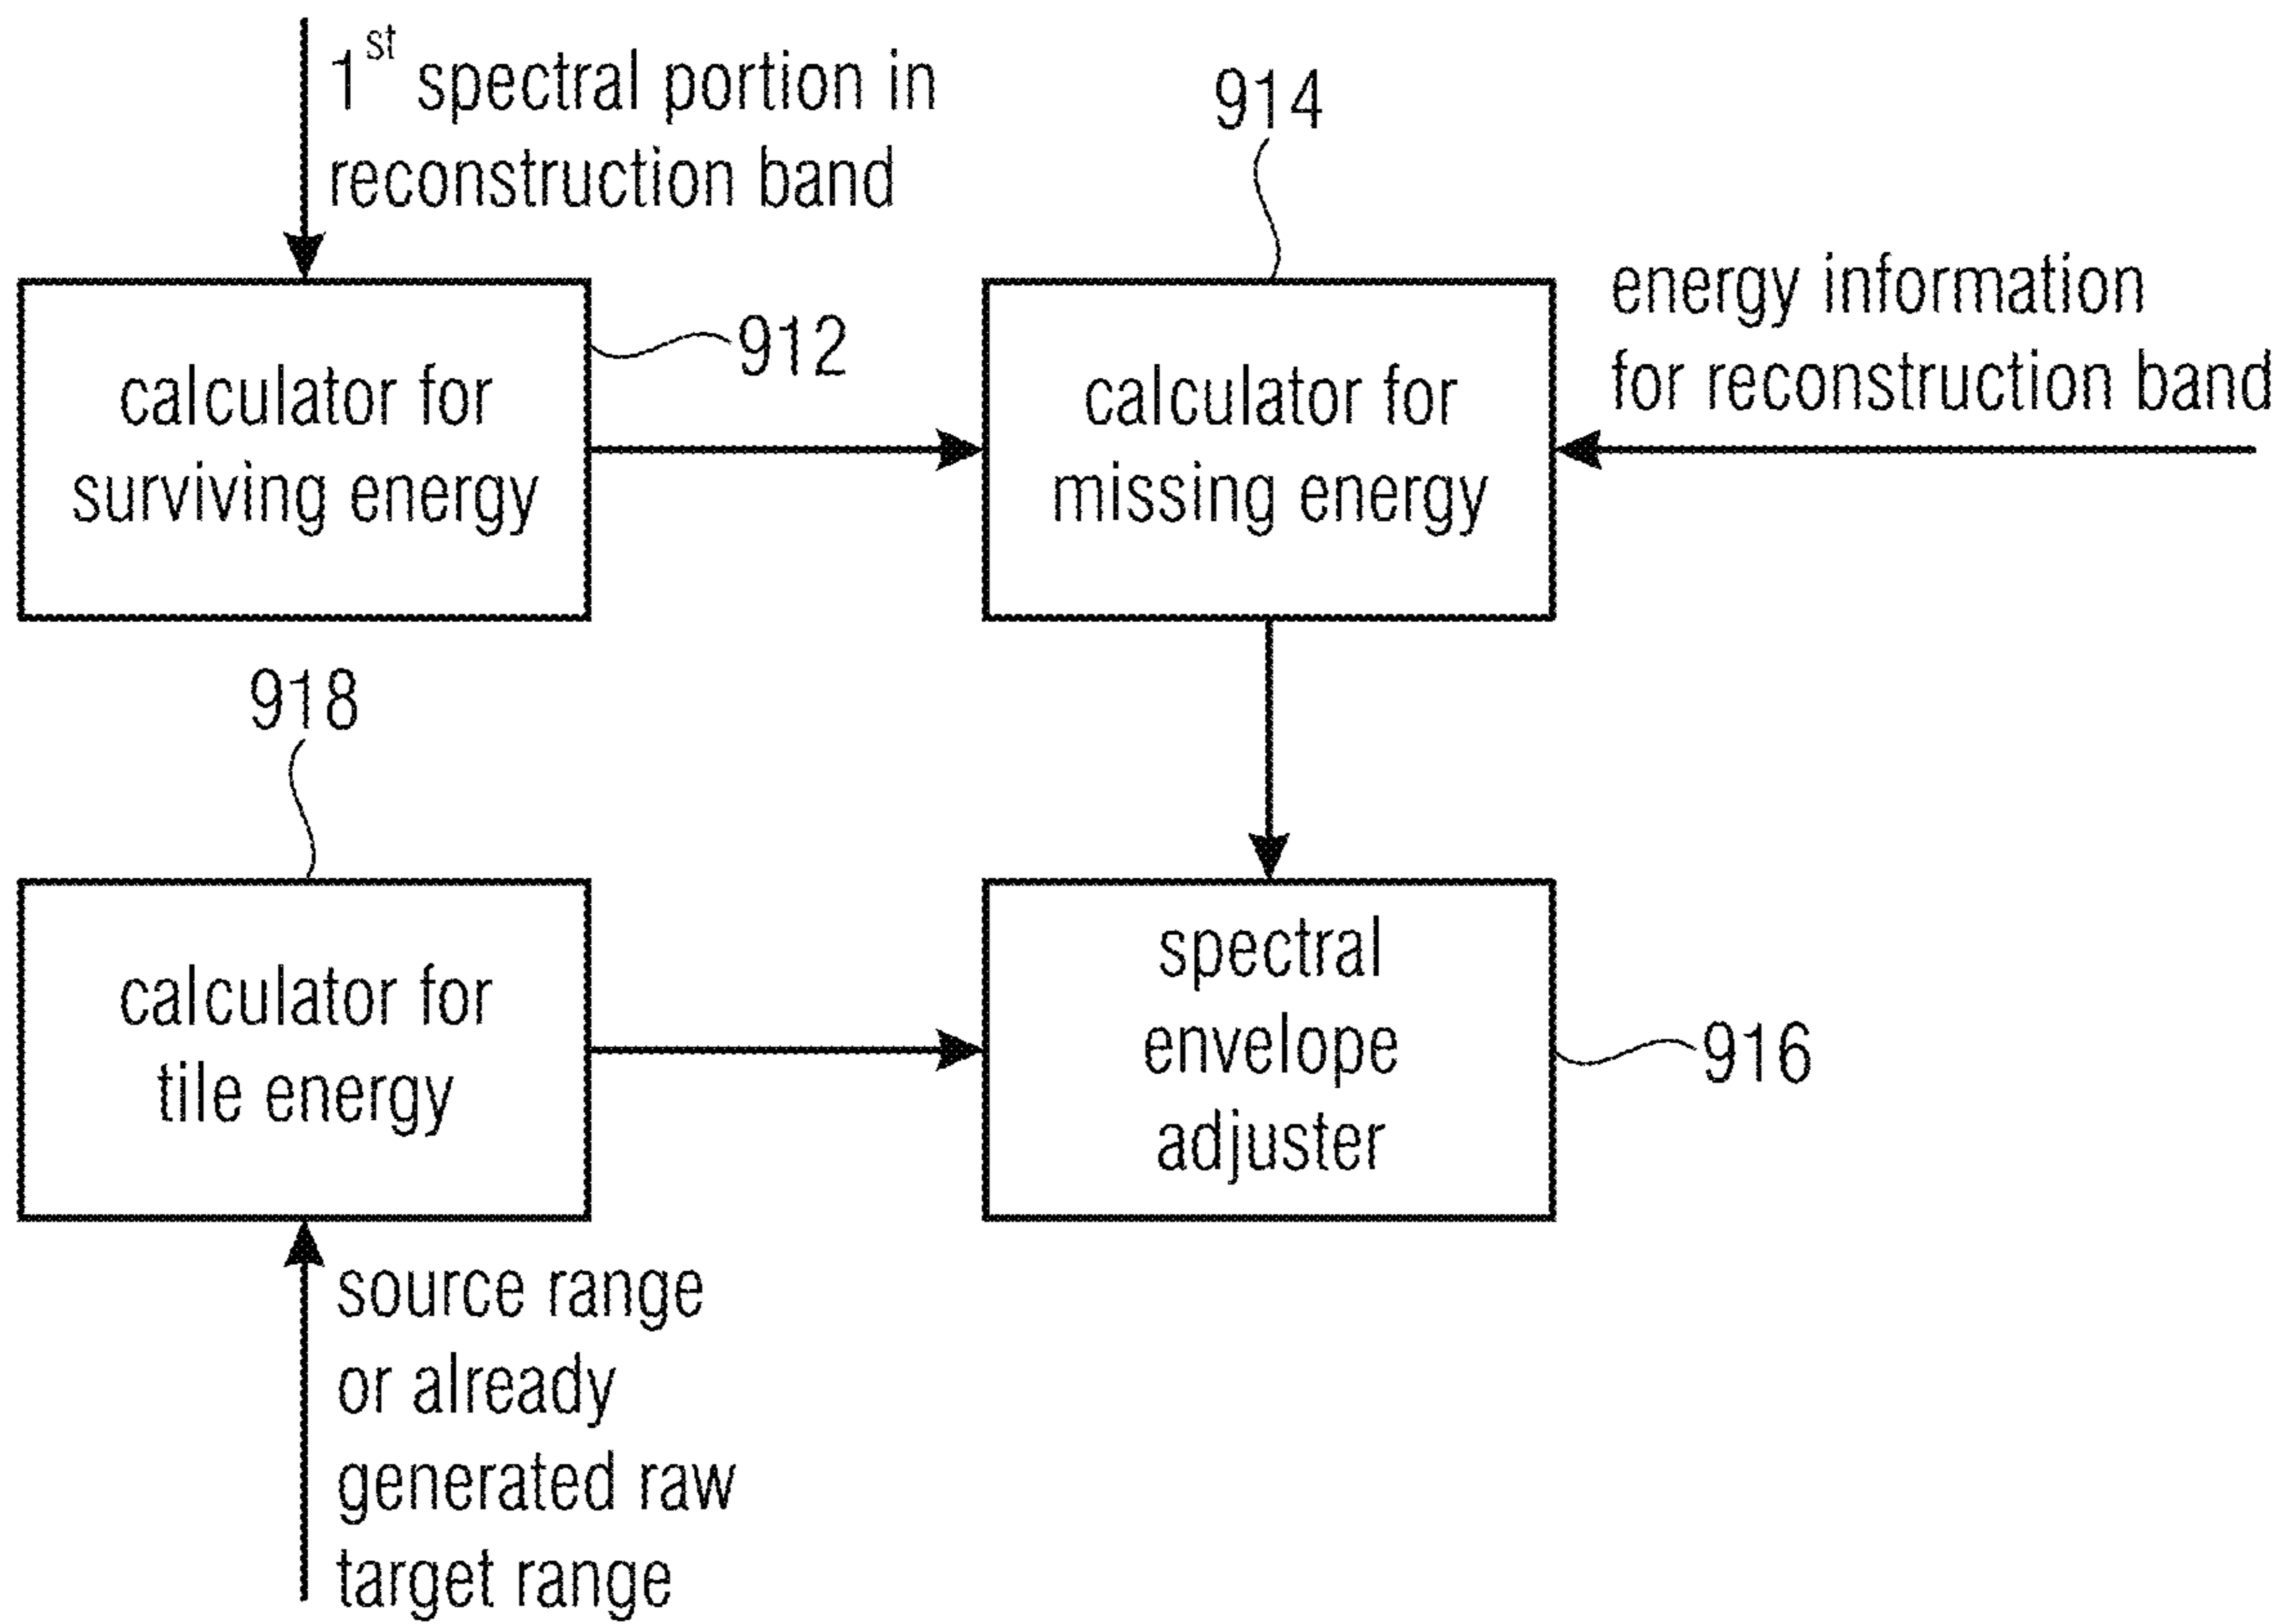 1st spectral portion in
reconstruction band
914
energy information
for reconstruction band
912
calculator for
surviving energy
calculator for
missing energy
918
calculator for
tile energy
spectral
envelope
adjuster
916
source range
or already
generated raw
target range